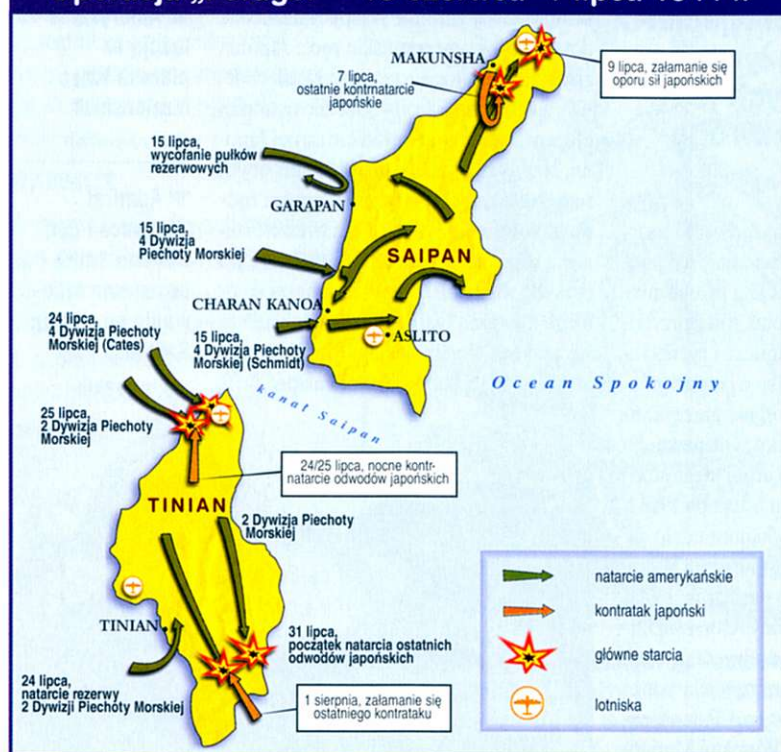 MAKUNSHA
7 lipca,
ostatnie kontrnatarcie
japońskie
9 lipca, załamanie się
oporu sił japońskich
15 lipca,
wycofanie pułków
rezerwowych
GARAPAN
15 lipca,
4 Dywizja
Piechoty Morskiej
SAIPAN
CHARAN KANOA
24 lipca,
4 Dywizja Piechoty
Morskiej (Cates)
15 lipca,
4 Dywizja Piechoty
Morskiej (Schmidt)
ASLITO
Ocean Spokojny
kanał Saipan
25 lipca,
2 Dywizja Piechoty
Morskiej
24/25 lipca, nocne kontr-
natarcie odwodów japońskich
TINIAN
2 Dywizja Piechoty
Morskiej
TINIAN
31 lipca,
początek natarcia ostatnich
odwodów japońskich
24 lipca,
natarcie rezerwy
2 Dywizji Piechoty Morskiej
1 sierpnia, załamanie się
ostatniego kontrataku
natarcie amerykańskie
kontratak japoński
główne starcia
lotniska